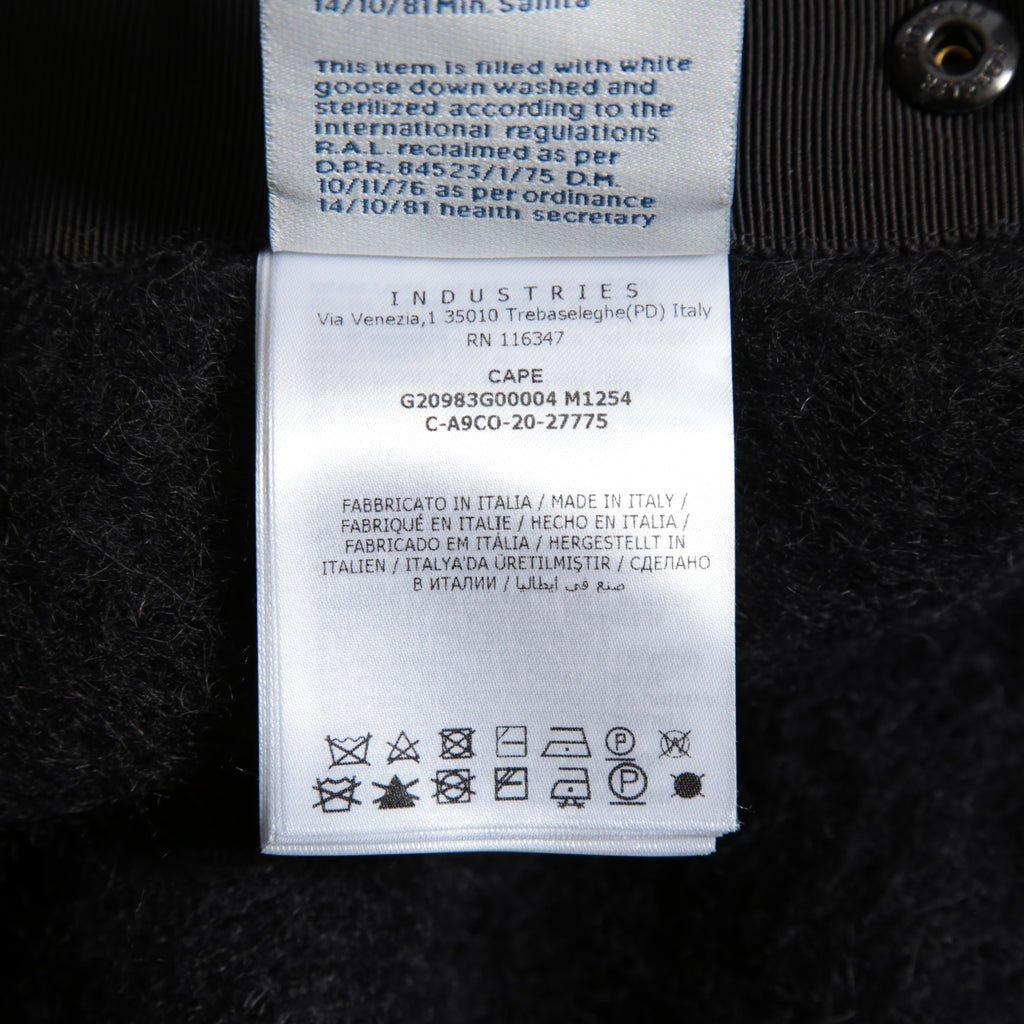 14/10/81 Min. Sanità
This item is filled with white
goose down washed and
sterilized according to the
international regulations
R.A.L. reclaimed as per
D.P.R. 84523/1/75 D.M.
10/11/76 as per ordinance
14/10/81 health secretary
INDUSTRIES
Via Venezia,1 35010 Trebaseleghe(PD) Italy
RN 116347
CAPE
G20983G00004 M1254
C-A9CO-20-27775
FABBRICATO IN ITALIA / MADE IN ITALY /
FABRIQUÉ EN ITALIE / HECHO EN ITALIA /
FABRICADO EM ITÁLIA / HERGESTELLT IN
ITALIEN / ITALYA'DA ÜRETILMIŞTIR / СДЕЛАНО
В ИТАЛИИ / صنع في ايطاليا
P W
P